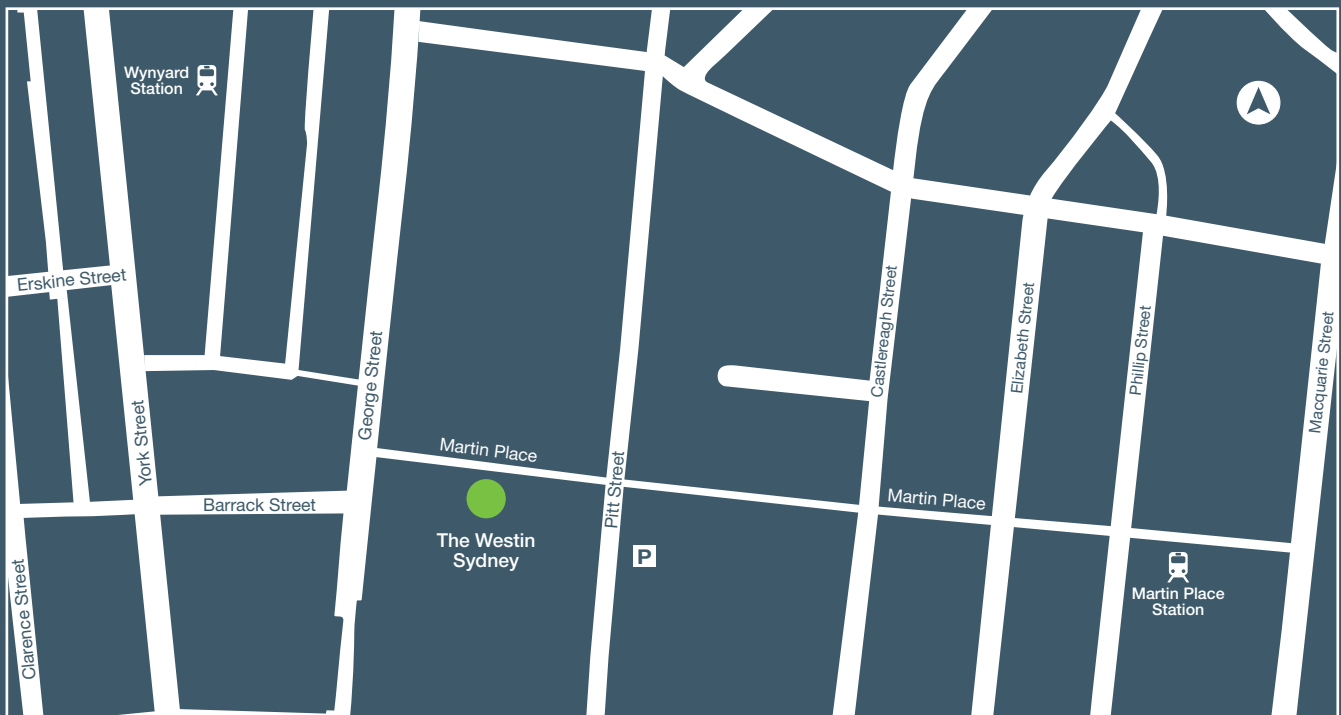 Wynyard
Station
Erskine Street
Castlereagh Street
Elizabeth Street
Phillip Street
Macquarie Street
George Street
York Street
Martin Place
Pitt Street
Martin Place
Barrack Street
The Westin
Sydney
P
Martin Place
Station
Clarence Street